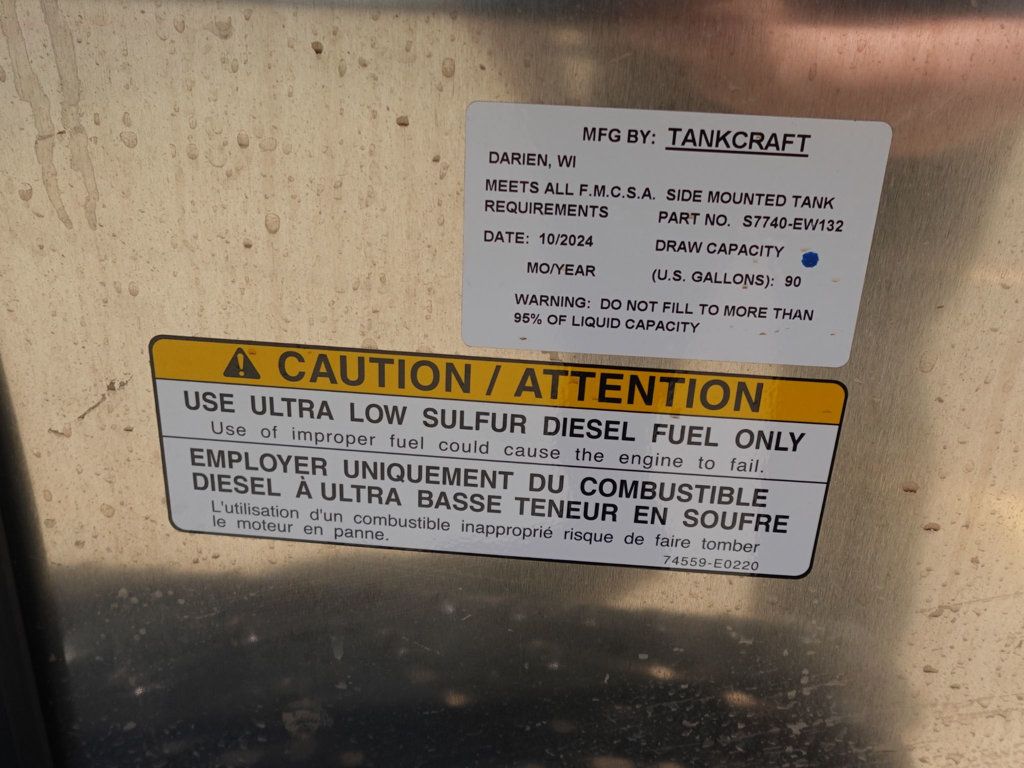 MFG BY: TANKCRAFT
DARIEN, WI
MEETS ALL F.M.C.S.A. SIDE MOUNTED TANK
REQUIREMENTS PART NO. S7740-EW132
DATE: 10/2024 DRAW CAPACITY
MO/YEAR (U.S. GALLONS): 90
WARNING: DO NOT FILL TO MORE THAN
95% OF LIQUID CAPACITY
CAUTION / ATTENTION
USE ULTRA LOW SULFUR DIESEL FUEL ONLY
Use of improper fuel could cause the engine to fail.
EMPLOYER UNIQUEMENT DU COMBUSTIBLE
DIESEL À ULTRA BASSE TENEUR EN SOUFRE
L'utilisation d'un combustible inapproprié risque de faire tomber
le moteur en panne.
74559-E0220